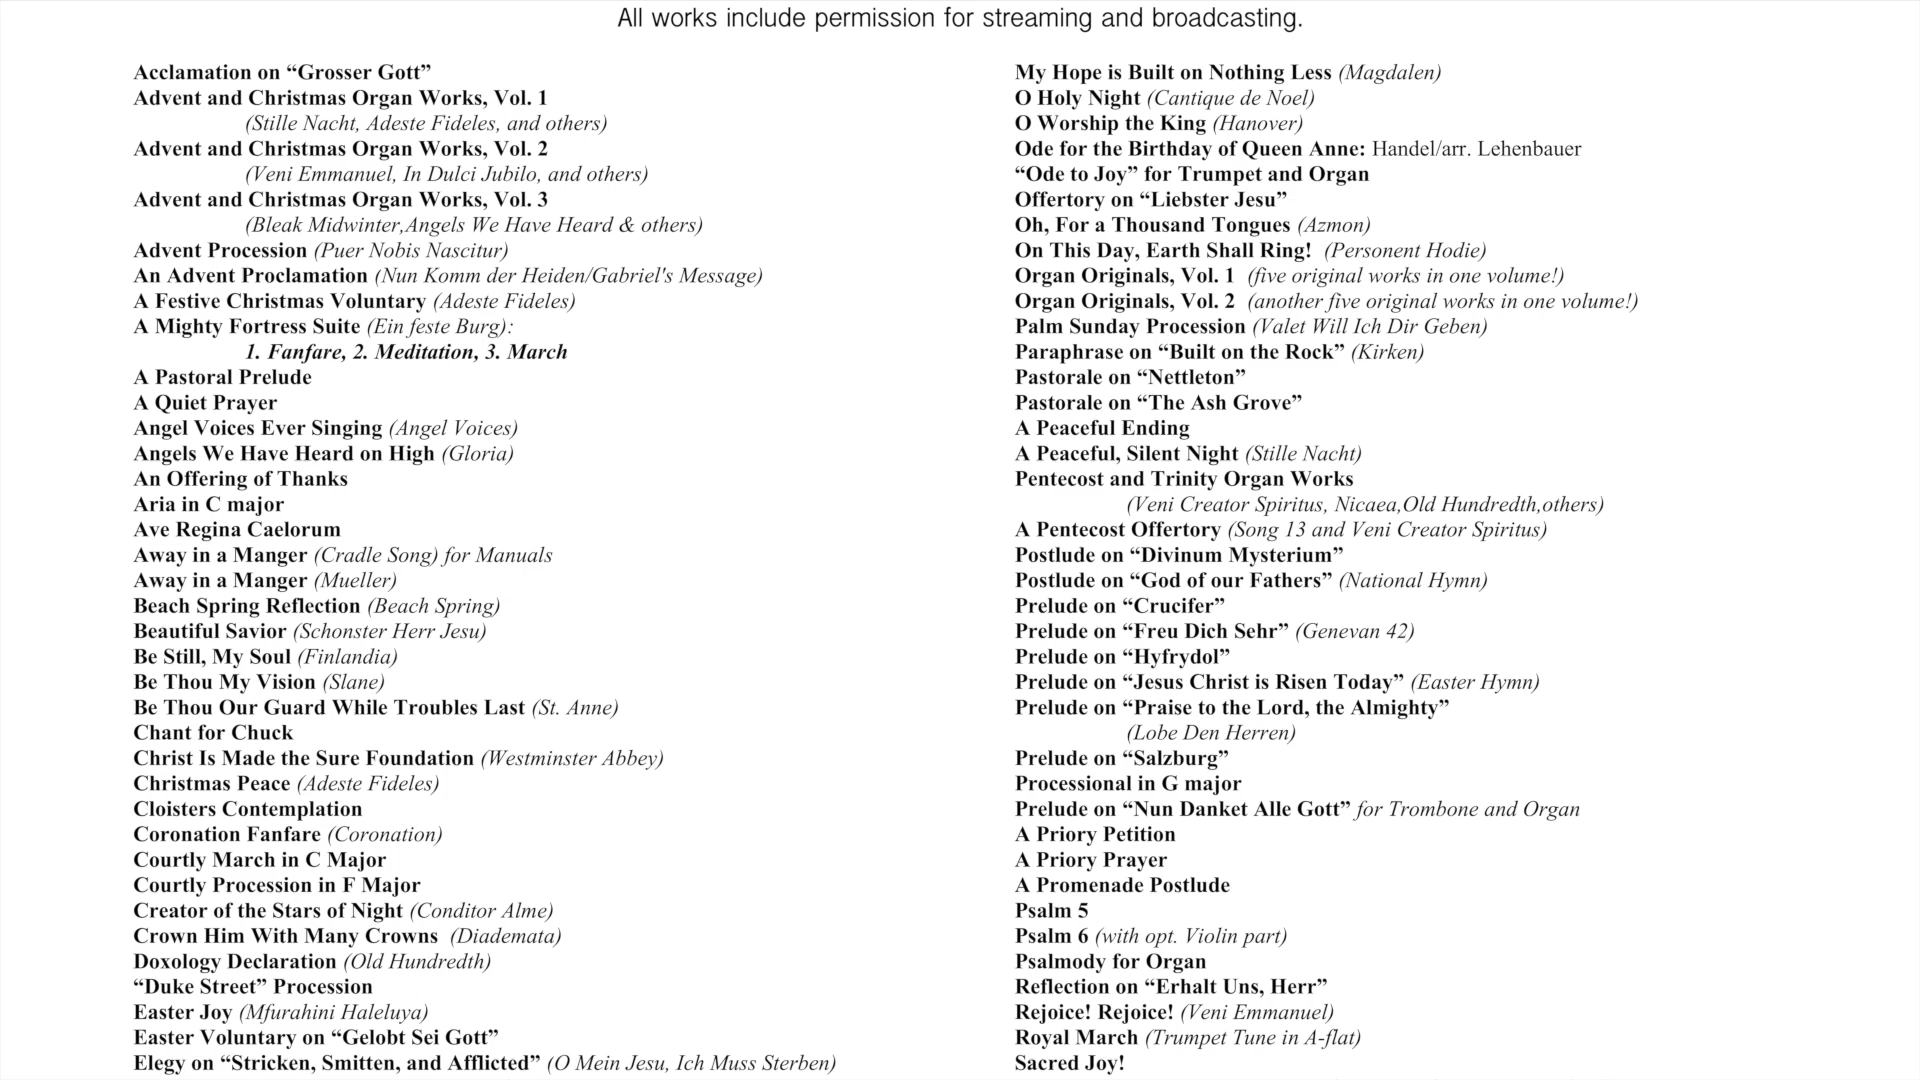 All works include permission for streaming and broadcasting.
Acclamation on “Grosser Gott”
Advent and Christmas Organ Works, Vol. 1
(Stille Nacht, Adeste Fideles, and others)
Advent and Christmas Organ Works, Vol. 2
(Veni Emmanuel, In Dulci Jubilo, and others)
Advent and Christmas Organ Works, Vol. 3
(Bleak Midwinter,Angels We Have Heard & others)
Advent Procession (Puer Nobis Nascitur)
An Advent Proclamation (Nun Komm der Heiden/Gabriel's Message)
A Festive Christmas Voluntary (Adeste Fideles)
A Mighty Fortress Suite (Ein feste Burg):
1. Fanfare, 2. Meditation, 3. March
A Pastoral Prelude
A Quiet Prayer
Angel Voices Ever Singing (Angel Voices)
Angels We Have Heard on High (Gloria)
An Offering of Thanks
Aria in C major
Ave Regina Caelorum
Away in a Manger (Cradle Song) for Manuals
Away in a Manger (Mueller)
Beach Spring Reflection (Beach Spring)
Beautiful Savior (Schonster Herr Jesu)
Be Still, My Soul (Finlandia)
Be Thou My Vision (Slane)
Be Thou Our Guard While Troubles Last (St. Anne)
Chant for Chuck
Christ Is Made the Sure Foundation (Westminster Abbey)
Christmas Peace (Adeste Fideles)
Cloisters Contemplation
Coronation Fanfare (Coronation)
Courtly March in C Major
Courtly Procession in F Major
Creator of the Stars of Night (Conditor Alme)
Crown Him With Many Crowns (Diademata)
Doxology Declaration (Old Hundredth)
“Duke Street” Procession
Easter Joy (Mfurahini Haleluya)
Easter Voluntary on “Gelobt Sei Gott”
Elegy on “Stricken, Smitten, and Afflicted” (O Mein Jesu, Ich Muss Sterben)
My Hope is Built on Nothing Less (Magdalen)
O Holy Night (Cantique de Noel)
O Worship the King (Hanover)
Ode for the Birthday of Queen Anne: Handel/arr. Lehenbauer
“Ode to Joy” for Trumpet and Organ
Offertory on “Liebster Jesu”
Oh, For a Thousand Tongues (Azmon)
On This Day, Earth Shall Ring! (Personent Hodie)
Organ Originals, Vol. 1 (five original works in one volume!)
Organ Originals, Vol. 2 (another five original works in one volume!)
Palm Sunday Procession (Valet Will Ich Dir Geben)
Paraphrase on “Built on the Rock” (Kirken)
Pastorale on “Nettleton”
Pastorale on “The Ash Grove”
A Peaceful Ending
A Peaceful, Silent Night (Stille Nacht)
Pentecost and Trinity Organ Works
(Veni Creator Spiritus, Nicaea,Old Hundredth,others)
A Pentecost Offertory (Song 13 and Veni Creator Spiritus)
Postlude on “Divinum Mysterium”
Postlude on “God of our Fathers” (National Hymn)
Prelude on “Crucifer”
Prelude on “Freu Dich Sehr” (Genevan 42)
Prelude on “Hyfrydol”
Prelude on “Jesus Christ is Risen Today” (Easter Hymn)
Prelude on “Praise to the Lord, the Almighty”
(Lobe Den Herren)
Prelude on “Salzburg”
Processional in G major
Prelude on “Nun Danket Alle Gott” for Trombone and Organ
A Priory Petition
A Priory Prayer
A Promenade Postlude
Psalm 5
Psalm 6 (with opt. Violin part)
Psalmody for Organ
Reflection on “Erhalt Uns, Herr”
Rejoice! Rejoice! (Veni Emmanuel)
Royal March (Trumpet Tune in A-flat)
Sacred Joy!